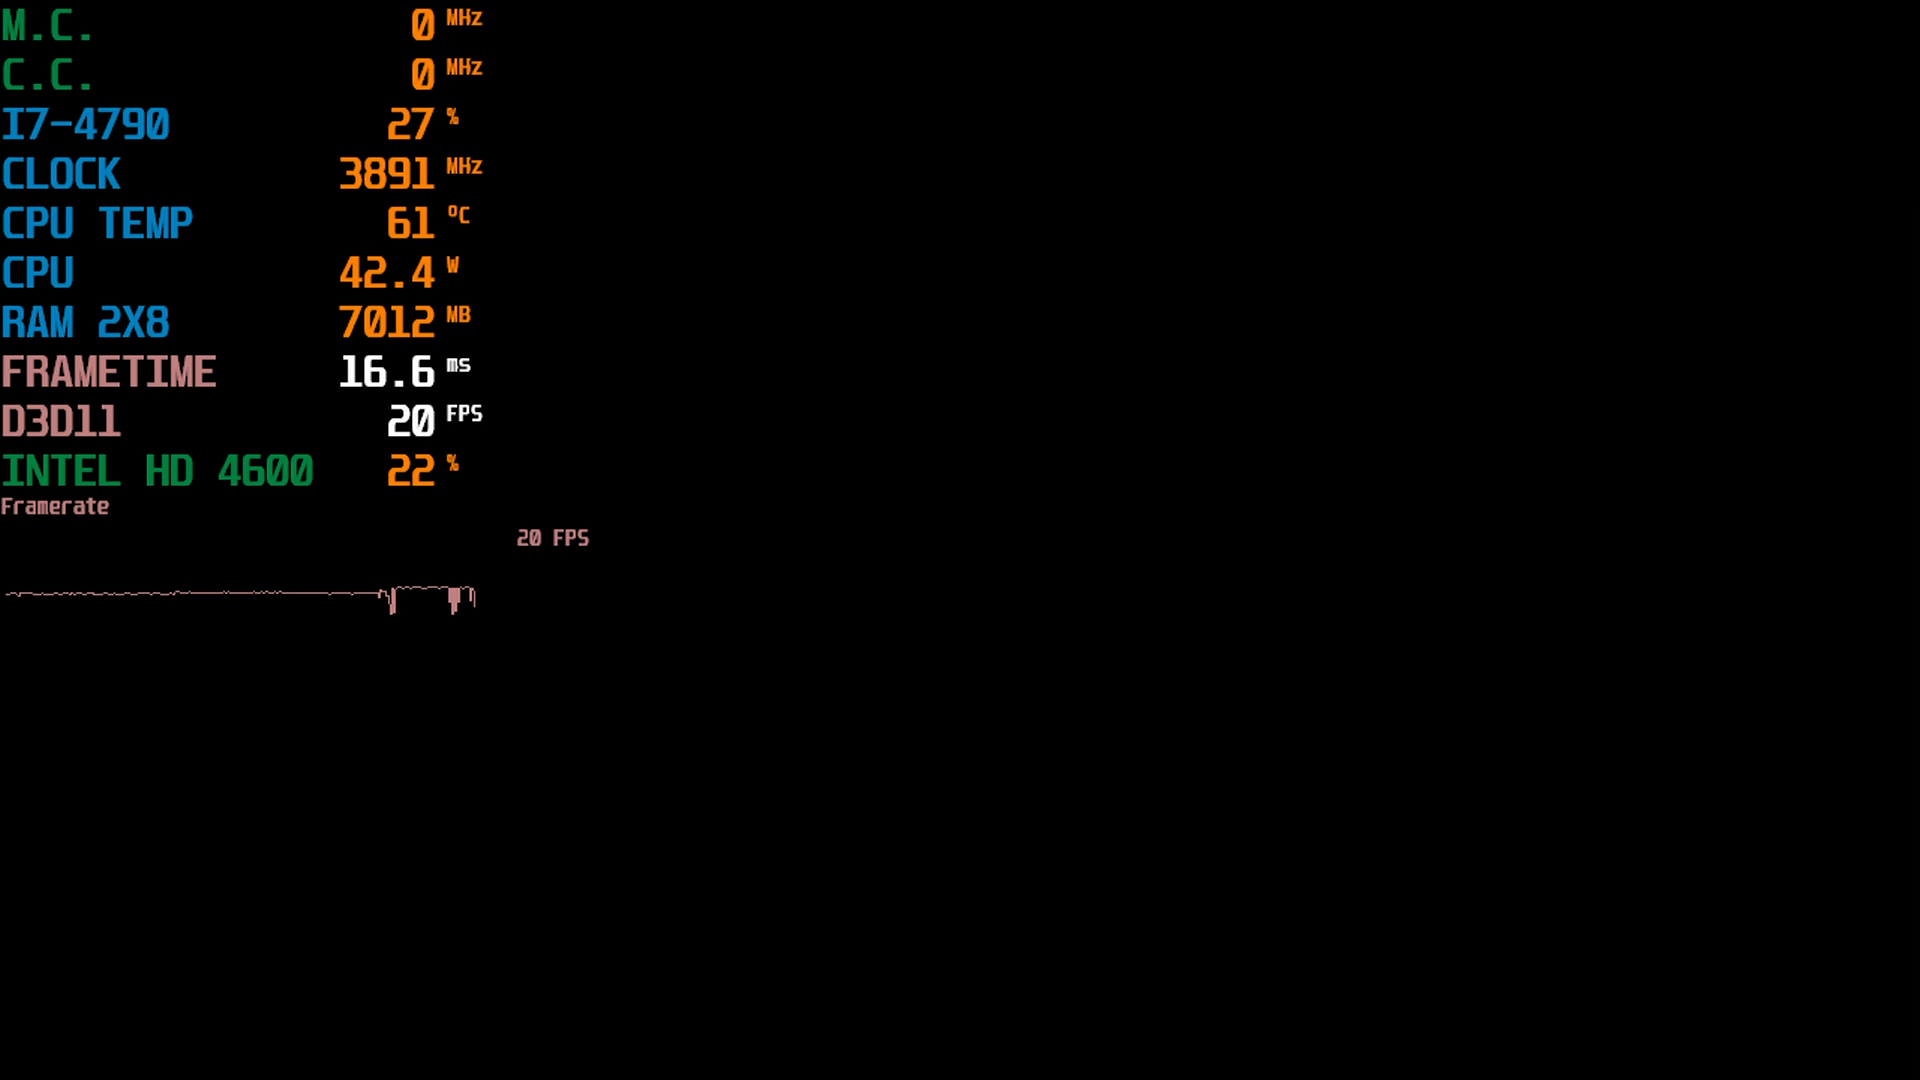 M.C. 0 MHz
C.C. 0 MHz
I7-4790 27 %
CLOCK 3891 MHz
CPU TEMP 61 ºC
CPU 42.4 W
RAM 2X8 7012 MB
FRAMETIME 16.6 ms
D3D11 20 FPS
INTEL HD 4600 22 %
Framerate
20 FPS